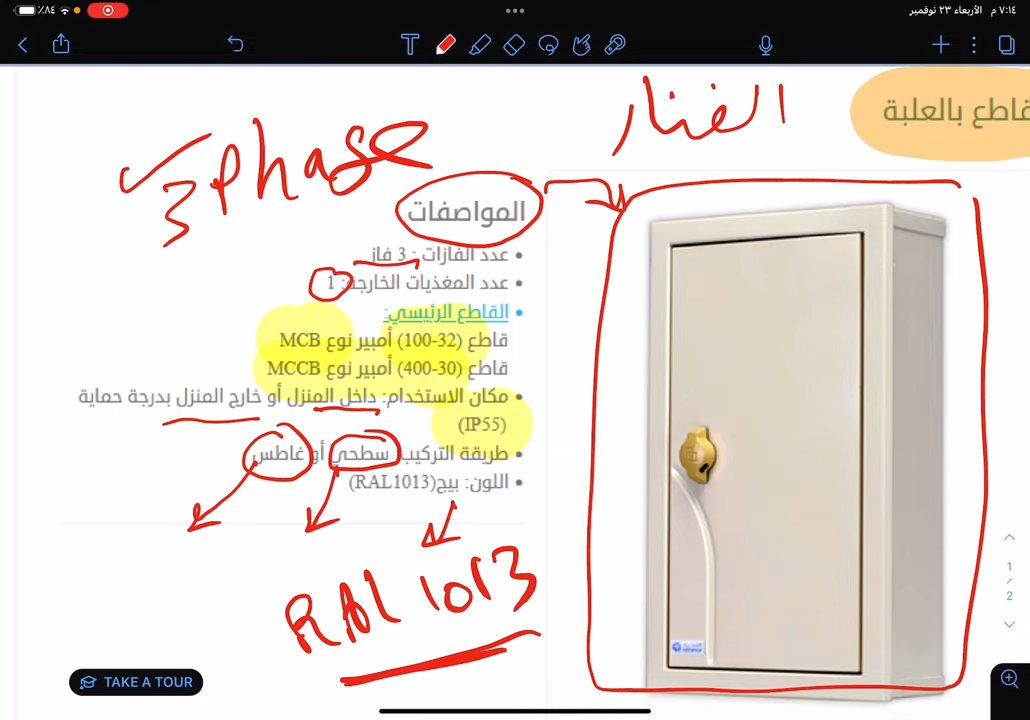 ٪٨٤
٧:١٤ م الأربعاء ٢٣ نوفمبر
قاطع بالعلبة
الفنار
3 phase
المواصفات
عدد الفازات : 3 فاز
عدد المغذيات الخارجة: 1
القاطع الرئيسي:
قاطع (32-100) أمبير نوع MCB
قاطع (30-400) أمبير نوع MCCB
مكان الاستخدام: داخل المنزل أو خارج المنزل بدرجة حماية
(IP55)
طريقة التركيب: سطحي أو غاطس
اللون: بيج(RAL1013)
RAL 1013
1
/
2
TAKE A TOUR